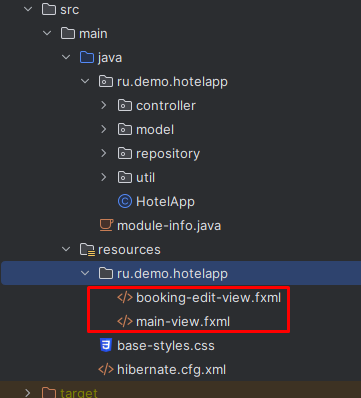 src
main
java
ru.demo.hotelapp
controller
model
repository
util
HotelApp
module-info.java
resources
ru.demo.hotelapp
booking-edit-view.fxml
main-view.fxml
base-styles.css
hibernate.cfg.xml
target